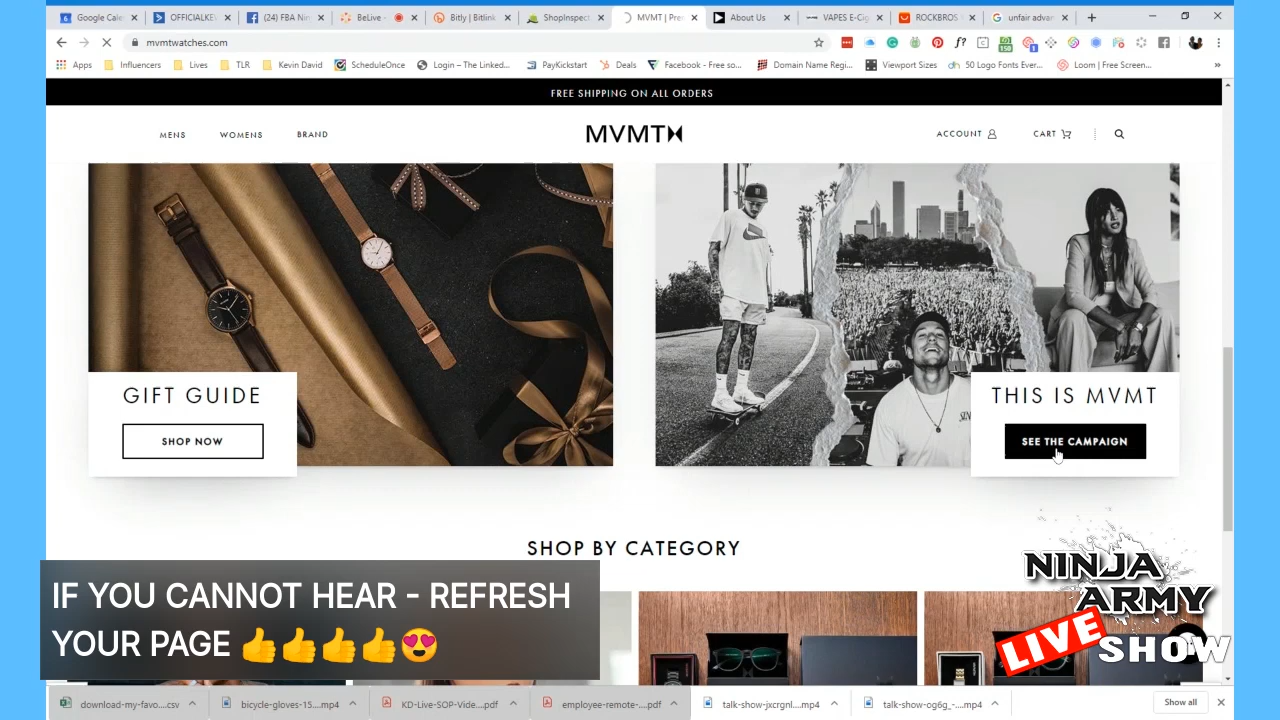 Google Cale
OFFICIALKEV
(24) FBA Nin
BeLive -
Bitly | Bitlink
ShopInspect
MVMT | Pre
About Us
VAPES E-Cig
ROCKBROS
unfair advan
mvmtwatches.com
f?
150
1
Apps
Influencers
Lives
TLR
Kevin David
ScheduleOnce
Login – The Linked...
PayKickstart
Deals
Facebook - Free so...
Domain Name Regi...
Viewport Sizes
50 Logo Fonts Ever...
Loom | Free Screen...
»
FREE SHIPPING ON ALL ORDERS
MENS
WOMENS
BRAND
MVMT
ACCOUNT
CART
GIFT GUIDE
SHOP NOW
THIS IS MVMT
SEE THE CAMPAIGN
SHOP BY CATEGORY
IF YOU CANNOT HEAR - REFRESH
YOUR PAGE 👍👍👍👍😍
NINJA
ARMY
LIVE SHOW
download-my-favo....csv
bicycle-gloves-15....mp4
KD-Live-SOP-Vide....pdf
employee-remote-....pdf
talk-show-jxcrgnl....mp4
talk-show-og6g_-....mp4
Show all